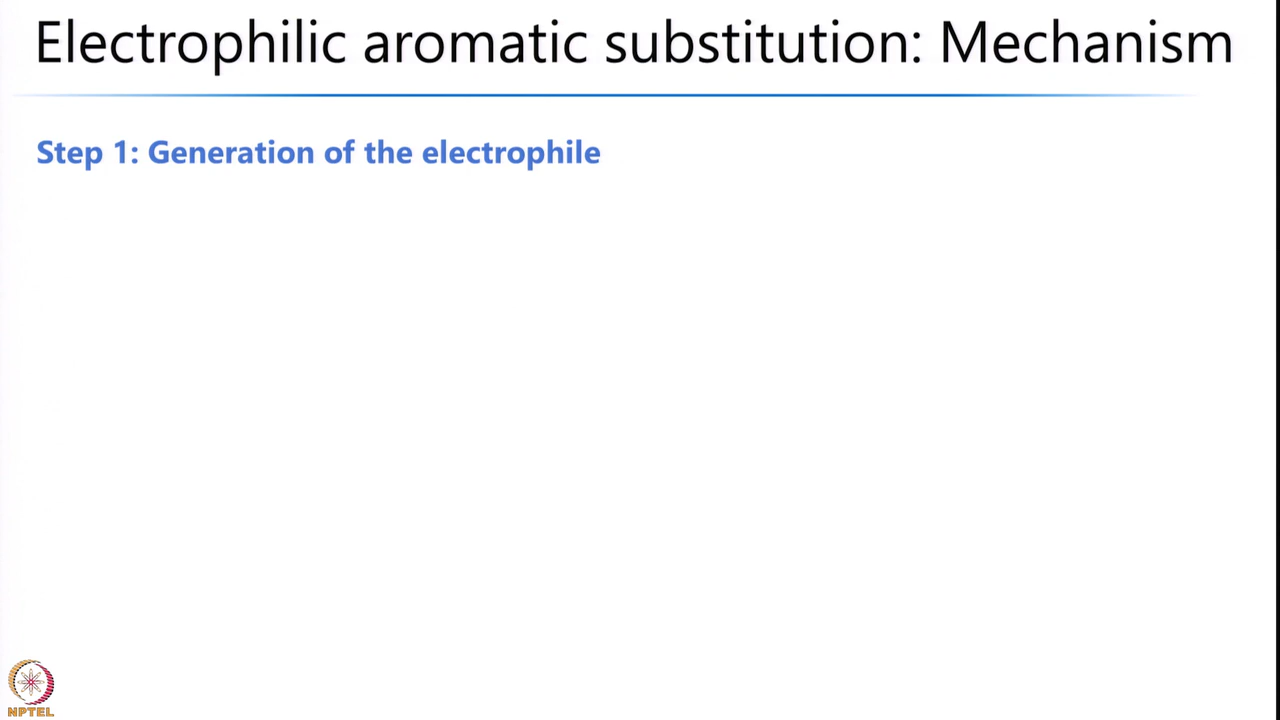 Electrophilic aromatic substitution: Mechanism
Step 1: Generation of the electrophile
NPTEL